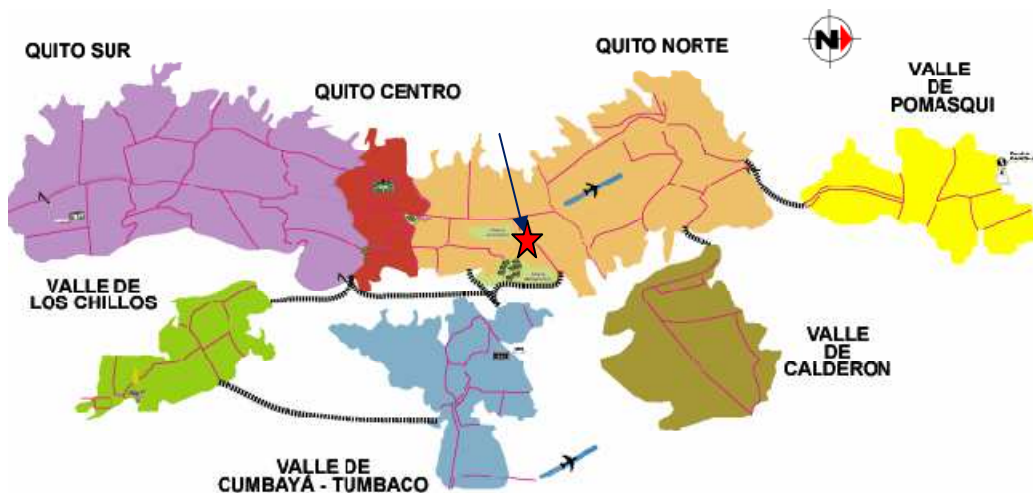 QUITO SUR
QUITO CENTRO
QUITO NORTE
N
VALLE
DE
POMASQUI
VALLE DE
LOS CHILLOS
VALLE
DE
CALDERON
VALLE DE
CUMBAYÁ - TUMBACO